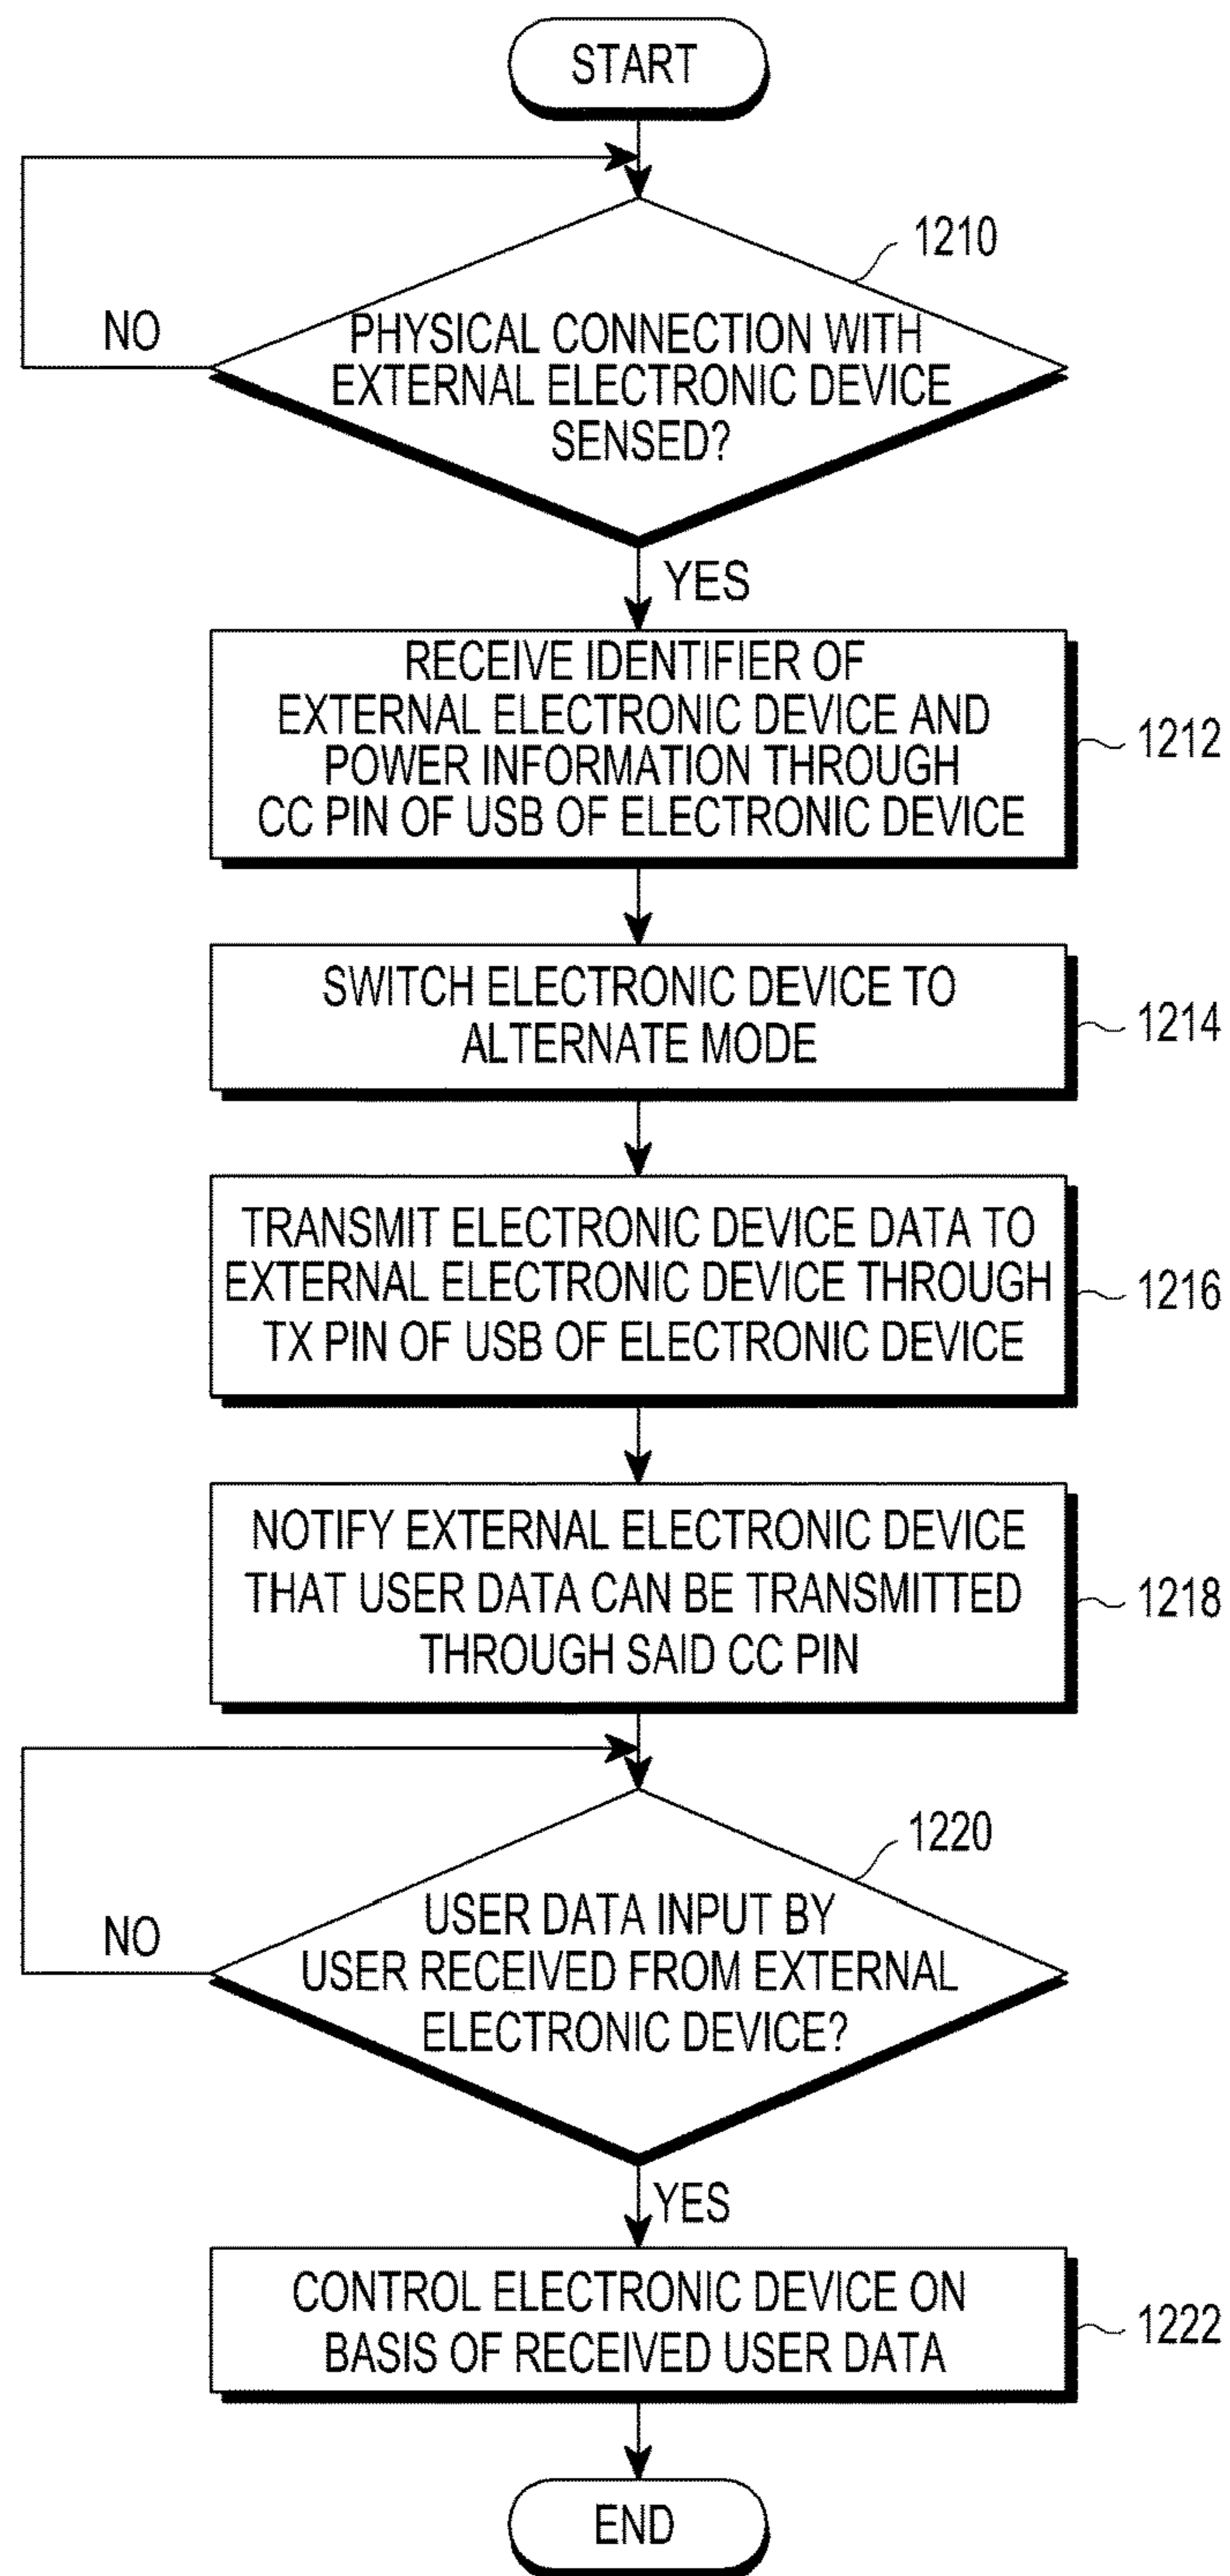 START
1210
PHYSICAL CONNECTION WITH
EXTERNAL ELECTRONIC DEVICE
SENSED?
NO
YES
RECEIVE IDENTIFIER OF
EXTERNAL ELECTRONIC DEVICE AND
POWER INFORMATION THROUGH
CC PIN OF USB OF ELECTRONIC DEVICE
1212
SWITCH ELECTRONIC DEVICE TO
ALTERNATE MODE
1214
TRANSMIT ELECTRONIC DEVICE DATA TO
EXTERNAL ELECTRONIC DEVICE THROUGH
TX PIN OF USB OF ELECTRONIC DEVICE
1216
NOTIFY EXTERNAL ELECTRONIC DEVICE
THAT USER DATA CAN BE TRANSMITTED
THROUGH SAID CC PIN
1218
1220
USER DATA INPUT BY
USER RECEIVED FROM EXTERNAL
ELECTRONIC DEVICE?
NO
YES
CONTROL ELECTRONIC DEVICE ON
BASIS OF RECEIVED USER DATA
1222
END